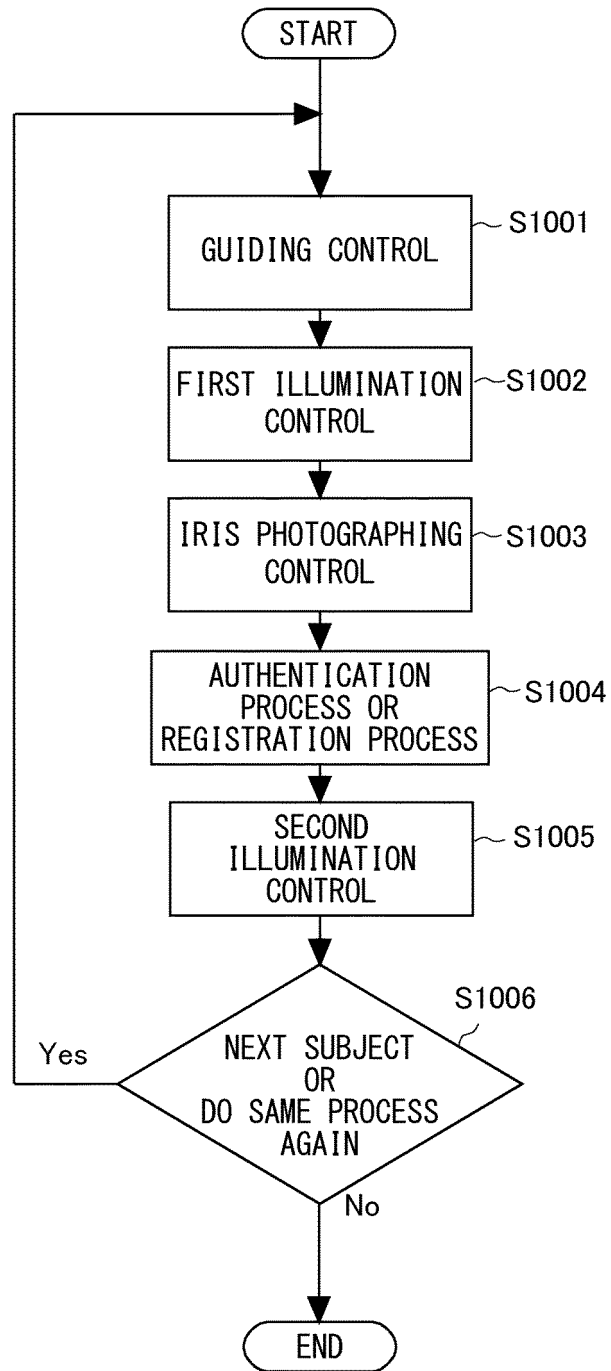 START
GUIDING CONTROL
S1001
FIRST ILLUMINATION
CONTROL
S1002
IRIS PHOTOGRAPHING
CONTROL
S1003
AUTHENTICATION
PROCESS OR
REGISTRATION PROCESS
S1004
SECOND
ILLUMINATION
CONTROL
S1005
S1006
Yes
NEXT SUBJECT
OR
DO SAME PROCESS
AGAIN
No
END